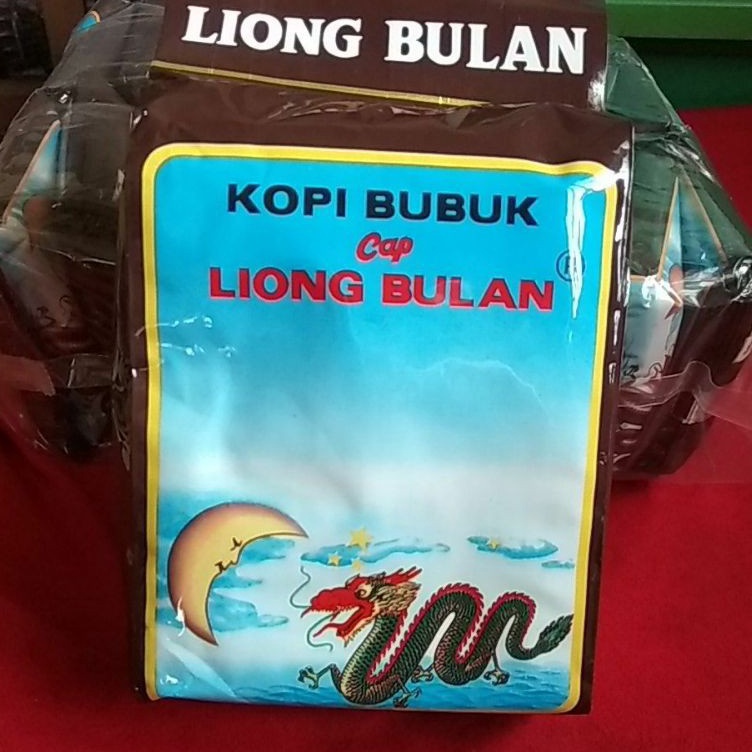 LIONG BULAN
KOPI BUBUK
Cap
LIONG BULAN
®